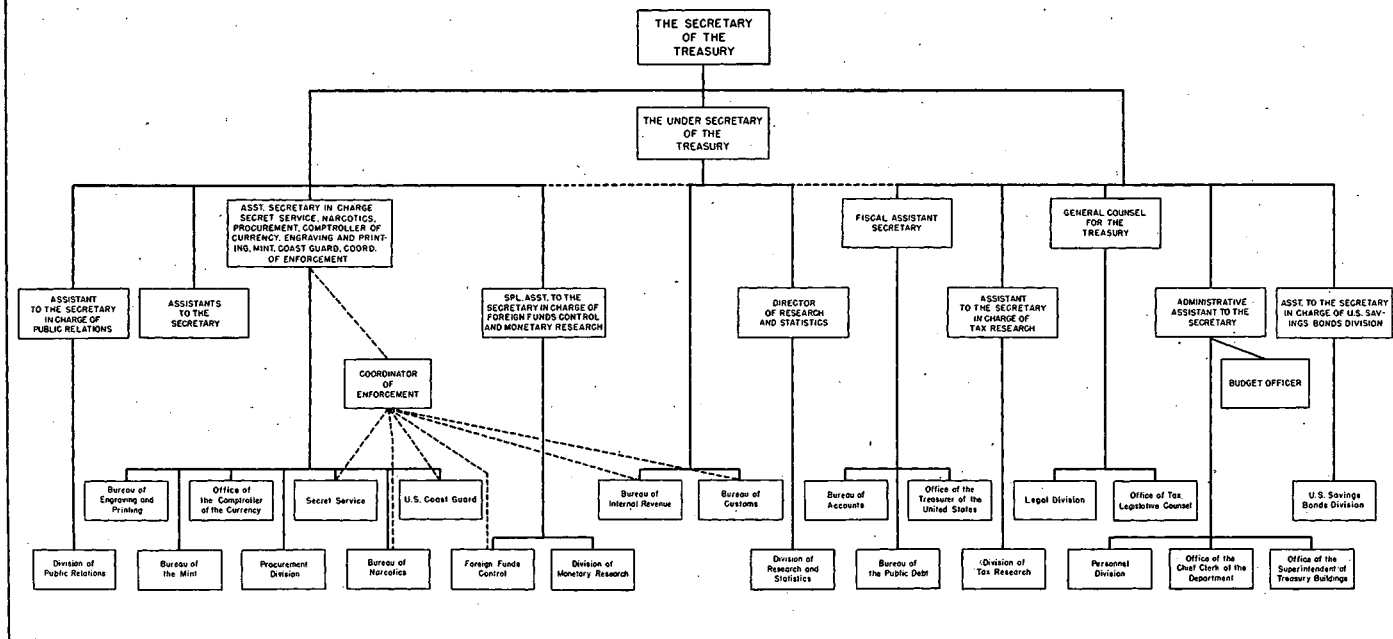 THE SECRETARY
OF THE
TREASURY
THE UNDER SECRETARY
OF THE
TREASURY
ASST. SECRETARY IN CHARGE
SECRET SERVICE, NARCOTICS,
PROCUREMENT, COMPTROLLER OF
CURRENCY, ENGRAVING AND PRINT-
ING, MINT, COAST GUARD, COORD.
OF ENFORCEMENT
FISCAL ASSISTANT
SECRETARY
GENERAL COUNSEL
FOR THE
TREASURY
ASSISTANT
TO THE SECRETARY
IN CHARGE OF
PUBLIC RELATIONS
ASSISTANTS
TO THE
SECRETARY
SPL. ASST. TO THE
SECRETARY IN CHARGE OF
FOREIGN FUNDS CONTROL
AND MONETARY RESEARCH
DIRECTOR
OF RESEARCH
AND STATISTICS
ASSISTANT
TO THE SECRETARY
IN CHARGE OF
TAX RESEARCH
ADMINISTRATIVE
ASSISTANT TO THE
SECRETARY
ASST. TO THE SECRETARY
IN CHARGE OF U.S. SAV-
INGS BONDS DIVISION
COORDINATOR
OF
ENFORCEMENT
BUDGET OFFICER
Bureau of
Engraving and
Printing
Office of
the Comptroller
of the Currency
Secret Service
U.S. Coast Guard
Bureau of
Internal Revenue
Bureau of
Customs
Bureau of
Accounts
Office of the
Treasurer of the
United States
Legal Division
Office of Tax
Legislative Counsel
U.S. Savings
Bonds Division
Division of
Public Relations
Bureau of
the Mint
Procurement
Division
Bureau of
Narcotics
Foreign Funds
Control
Division of
Monetary Research
Division of
Research and
Statistics
Bureau of
the Public Debt
Division of
Tax Research
Personnel
Division
Office of the
Chief Clerk of the
Department
Office of the
Superintendent of
Treasury Buildings